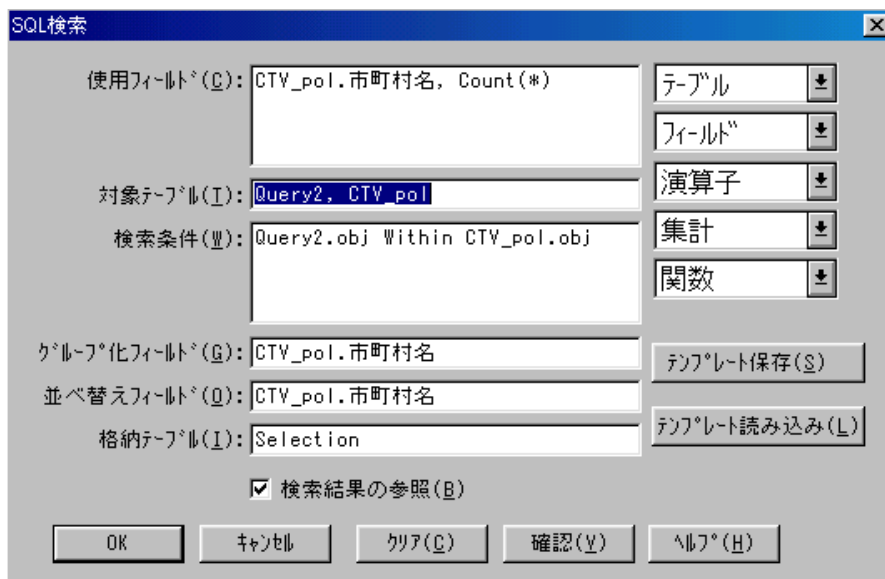 SQL検索
使用フィールド(C): CTV_pol.市町村名, Count(*)
テーブル
フィールド
対象テーブル(T): Query2, CTV_pol
演算子
検索条件(W): Query2.obj Within CTV_pol.obj
集計
関数
グループ化フィールド(G): CTV_pol.市町村名
テンプレート保存(S)
並べ替えフィールド(O): CTV_pol.市町村名
格納テーブル(I): Selection
テンプレート読み込み(L)
検索結果の参照(B)
OK キャンセル クリア(C) 確認(V) ヘルプ(H)